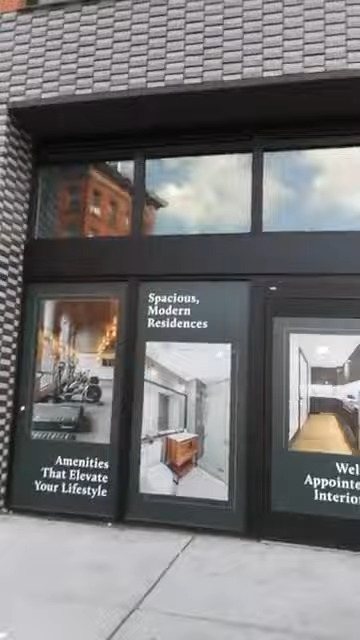 Amenities
That Elevate
Your Lifestyle
Spacious,
Modern
Residences
Wel
Appointe
Interio